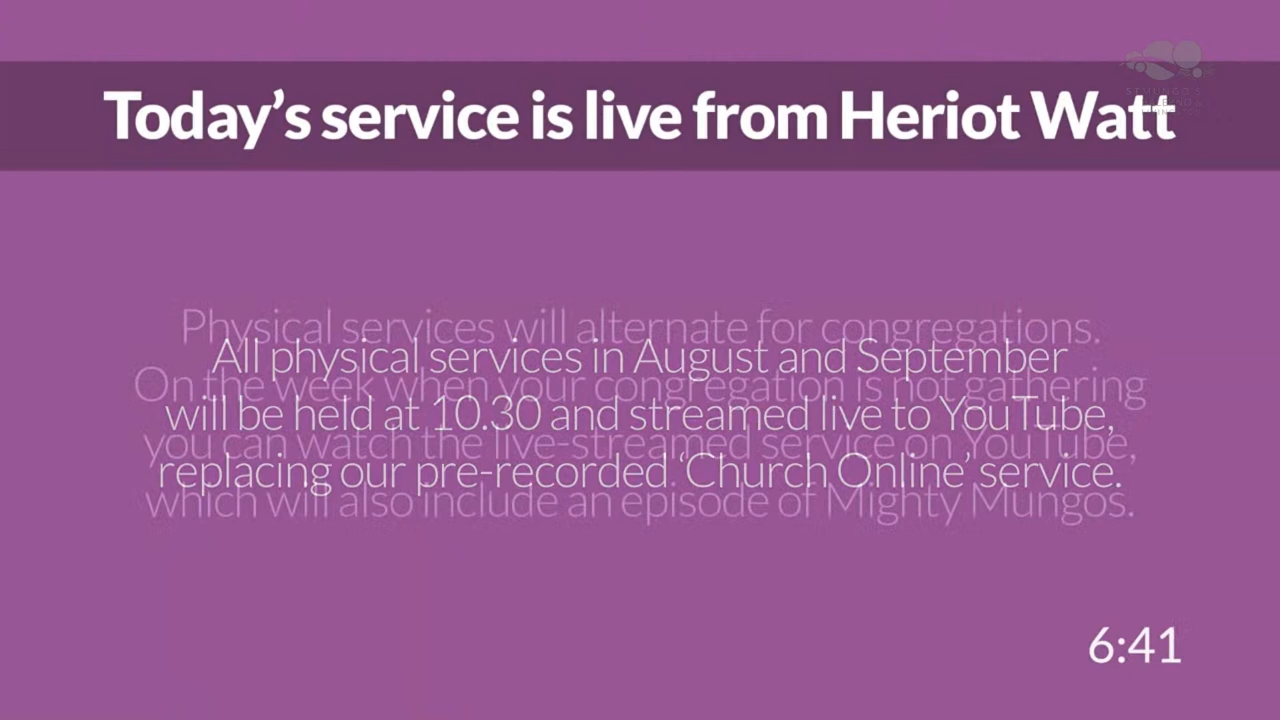 Today's service is live from Heriot Watt
Physical services will alternate for congregations.
On the week when your congregation is not gathering
you can watch the live-streamed service on YouTube,
which will also include an episode of Mighty Mungos.
All physical services in August and September
will be held at 10.30 and streamed live to YouTube,
replacing our pre-recorded 'Church Online' service.
6:41